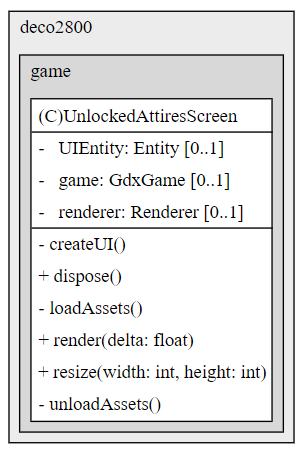 deco2800
game
(C)UnlockedAttiresScreen
- UIEntity: Entity [0..1]
- game: GdxGame [0..1]
- renderer: Renderer [0..1]
- createUI()
+ dispose()
- loadAssets()
+ render(delta: float)
+ resize(width: int, height: int)
- unloadAssets()